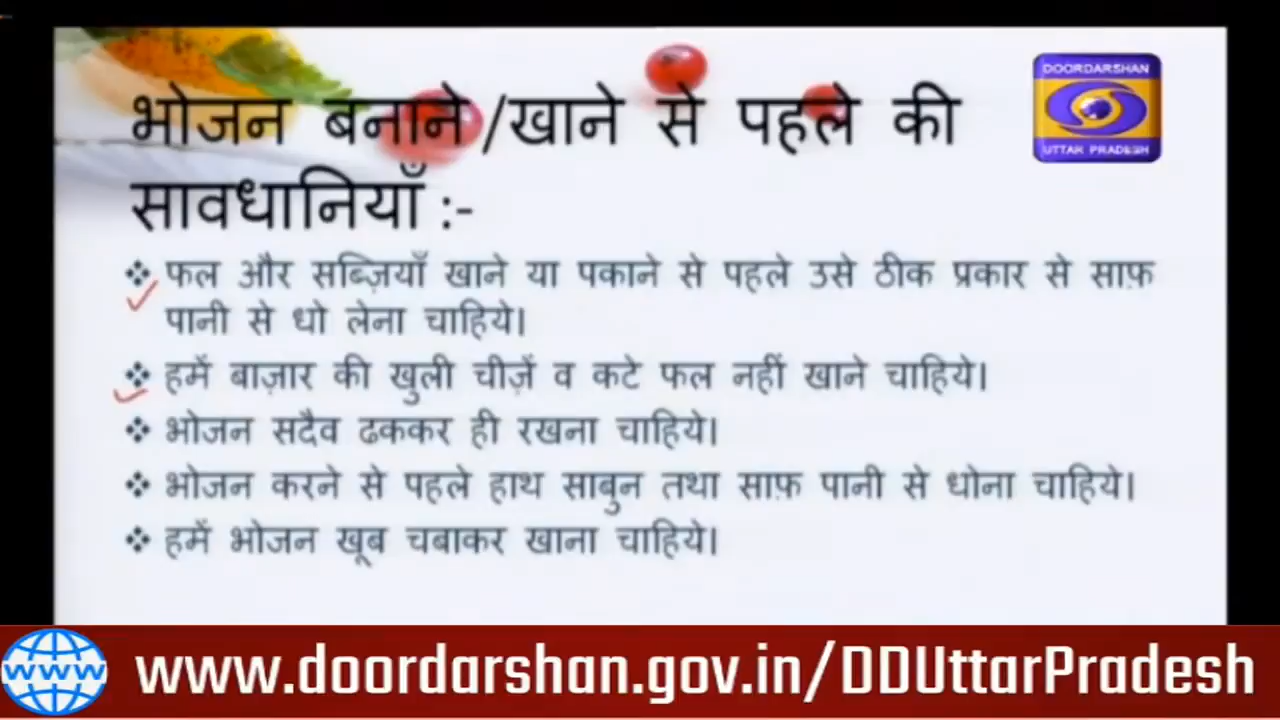 DOORDARSHAN
UTTAR PRADESH
भोजन बनाने /खाने से पहले की
सावधानियाँ :-
❖ फल और सब्ज़ियाँ खाने या पकाने से पहले उसे ठीक प्रकार से साफ़
पानी से धो लेना चाहिये।
❖ हमें बाज़ार की खुली चीज़ें व कटे फल नहीं खाने चाहिये।
❖ भोजन सदैव ढककर ही रखना चाहिये।
❖ भोजन करने से पहले हाथ साबुन तथा साफ़ पानी से धोना चाहिये।
❖ हमें भोजन खूब चबाकर खाना चाहिये।
www www.doordarshan.gov.in/DDUttarPradesh